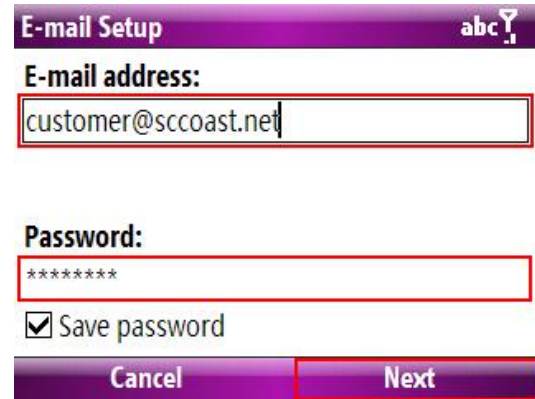 E-mail Setup abc
E-mail address:
customer@sccoast.net
Password:
********
Save password
Cancel Next